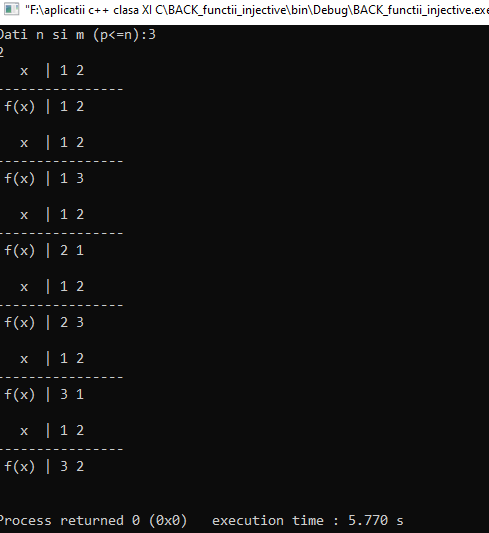 "F:\aplicatii c++ clasa XI C\BACK_functii_injective\bin\Debug\BACK_functii_injective.exe
Dati n si m (p<=n):3
2
x | 1 2
----------------
f(x) | 1 2
x | 1 2
----------------
f(x) | 1 3
x | 1 2
----------------
f(x) | 2 1
x | 1 2
----------------
f(x) | 2 3
x | 1 2
----------------
f(x) | 3 1
x | 1 2
----------------
f(x) | 3 2
Process returned 0 (0x0)   execution time : 5.770 s